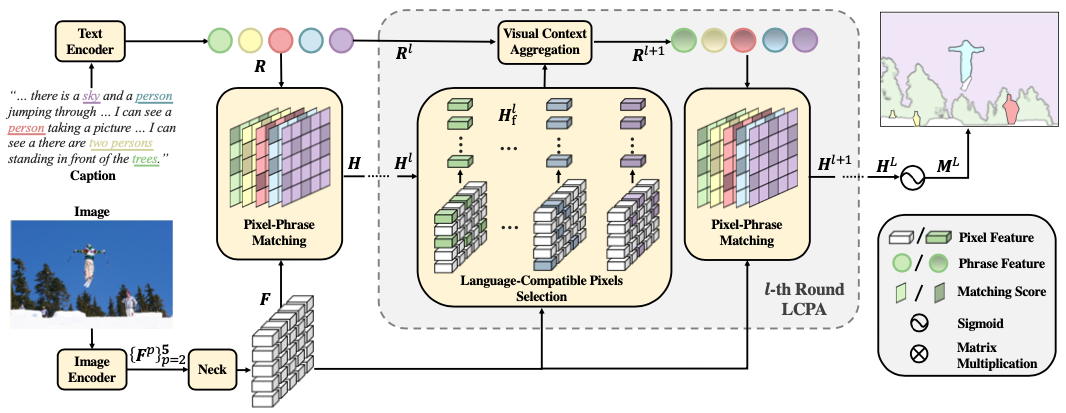 Text
Encoder
"... there is a sky and a person
jumping through ... I can see a
person taking a picture ... I can
see a there are two persons
standing in front of the trees."
Caption
Image
Image
Encoder
{F^p}^5_{p=2}
Neck
F
R
Pixel-Phrase
Matching
H
H^l
R^l
Visual Context
Aggregation
R^{l+1}
H^l_f
...
...
Language-Compatible Pixels
Selection
Pixel-Phrase
Matching
l-th Round
LCPA
H^{l+1}
H^L
M^L
/ Pixel Feature
/ Phrase Feature
/ Matching Score
Sigmoid
Matrix
Multiplication